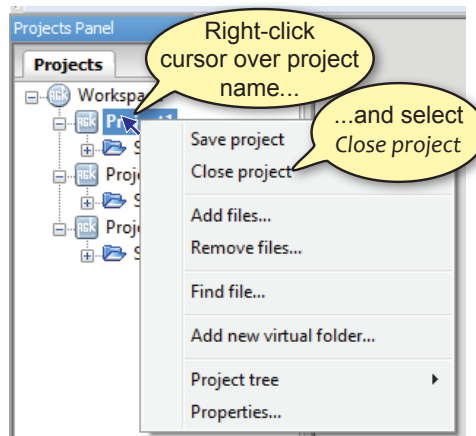 Projects Panel
Right-click
cursor over project
name...
Projects
...and select
Close project
Save project
Close project
Add files...
Remove files...
Find file...
Add new virtual folder...
Project tree
Properties...